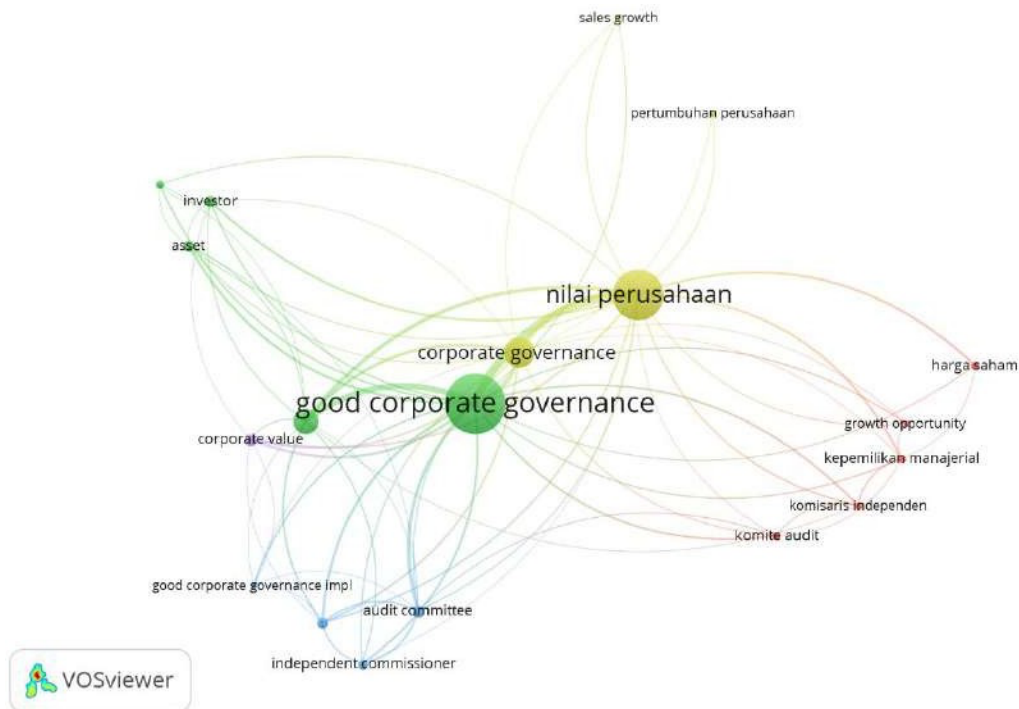 sales growth
pertumbuhan perusahaan
investor
asset
nilai perusahaan
corporate governance
harga saham
good corporate governance
growth opportunity
corporate value
kepemilikan manajerial
komisaris independen
komite audit
good corporate governance impl
audit committee
independent commissioner
VOSviewer